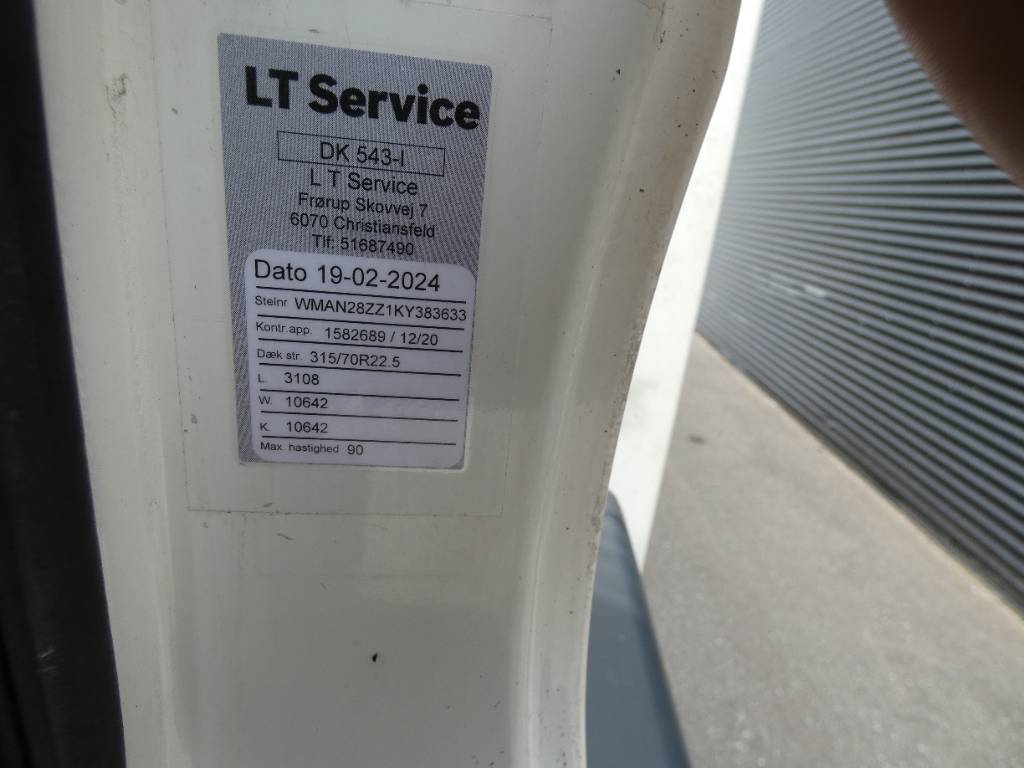 LT Service
DK 543-I
L T Service
Frørup Skovvej 7
6070 Christiansfeld
Tlf: 51687490
Dato 19-02-2024
Stelnr WMAN28ZZ1KY383633
Kontr.app. 1582689 / 12/20
Dæk str. 315/70R22.5
L. 3108
W. 10642
K. 10642
Max hastighed 90